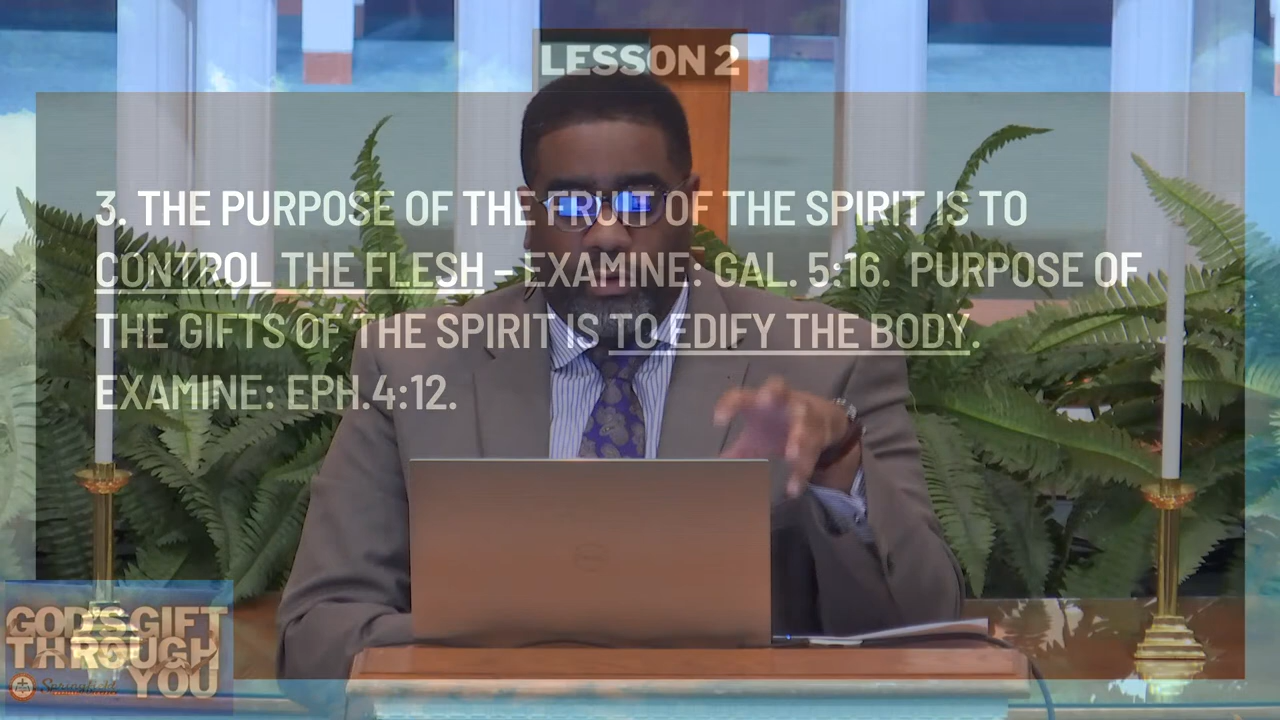 LESSON 2
3. THE PURPOSE OF THE FRUIT OF THE SPIRIT IS TO
CONTROL THE FLESH – EXAMINE: GAL. 5:16. PURPOSE OF
THE GIFTS OF THE SPIRIT IS TO EDIFY THE BODY.
EXAMINE: EPH.4:12.
GOD'S GIFT
THROUGH
YOU